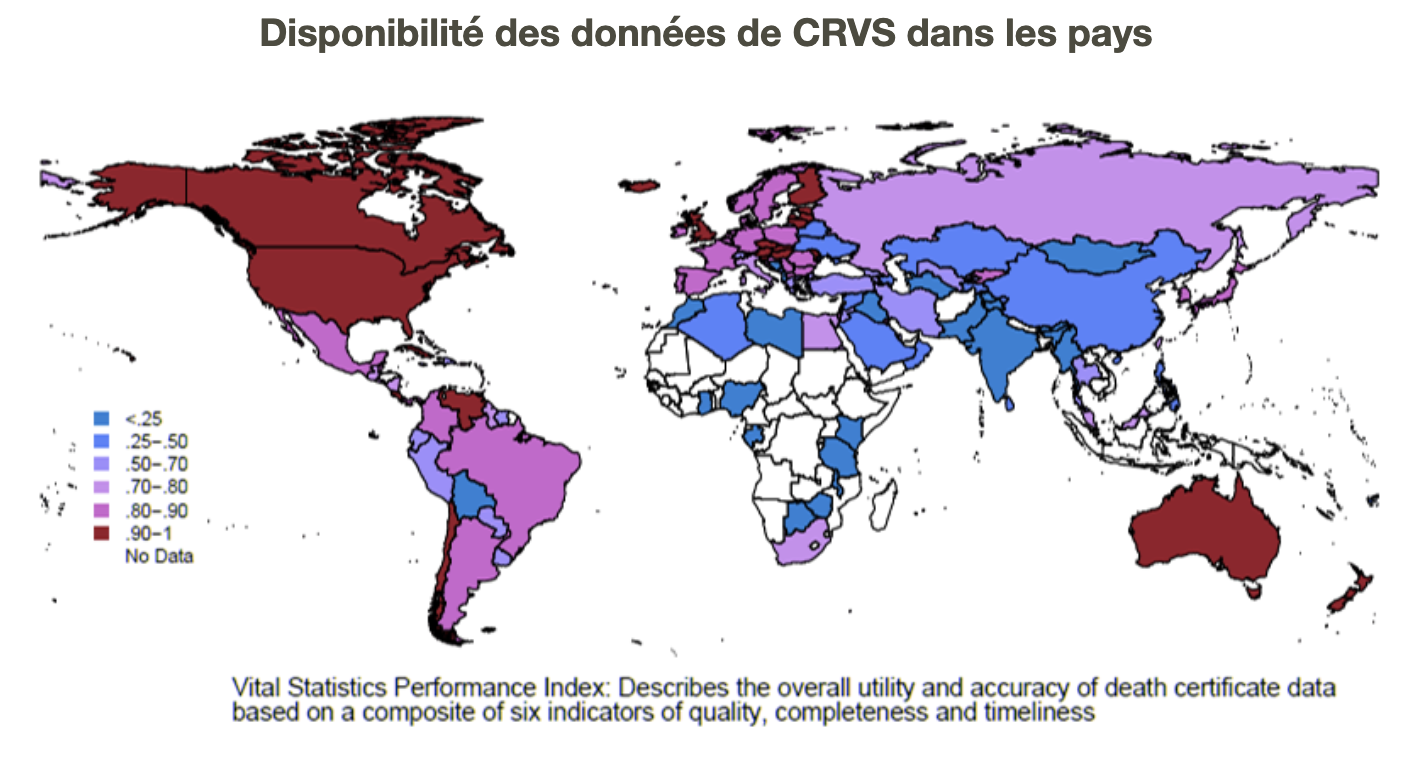 Disponibilité des données de CRVS dans les pays
<.25
.25-.50
.50-.70
.70-.80
.80-.90
.90-1
No Data
Vital Statistics Performance Index: Describes the overall utility and accuracy of death certificate data
based on a composite of six indicators of quality, completeness and timeliness